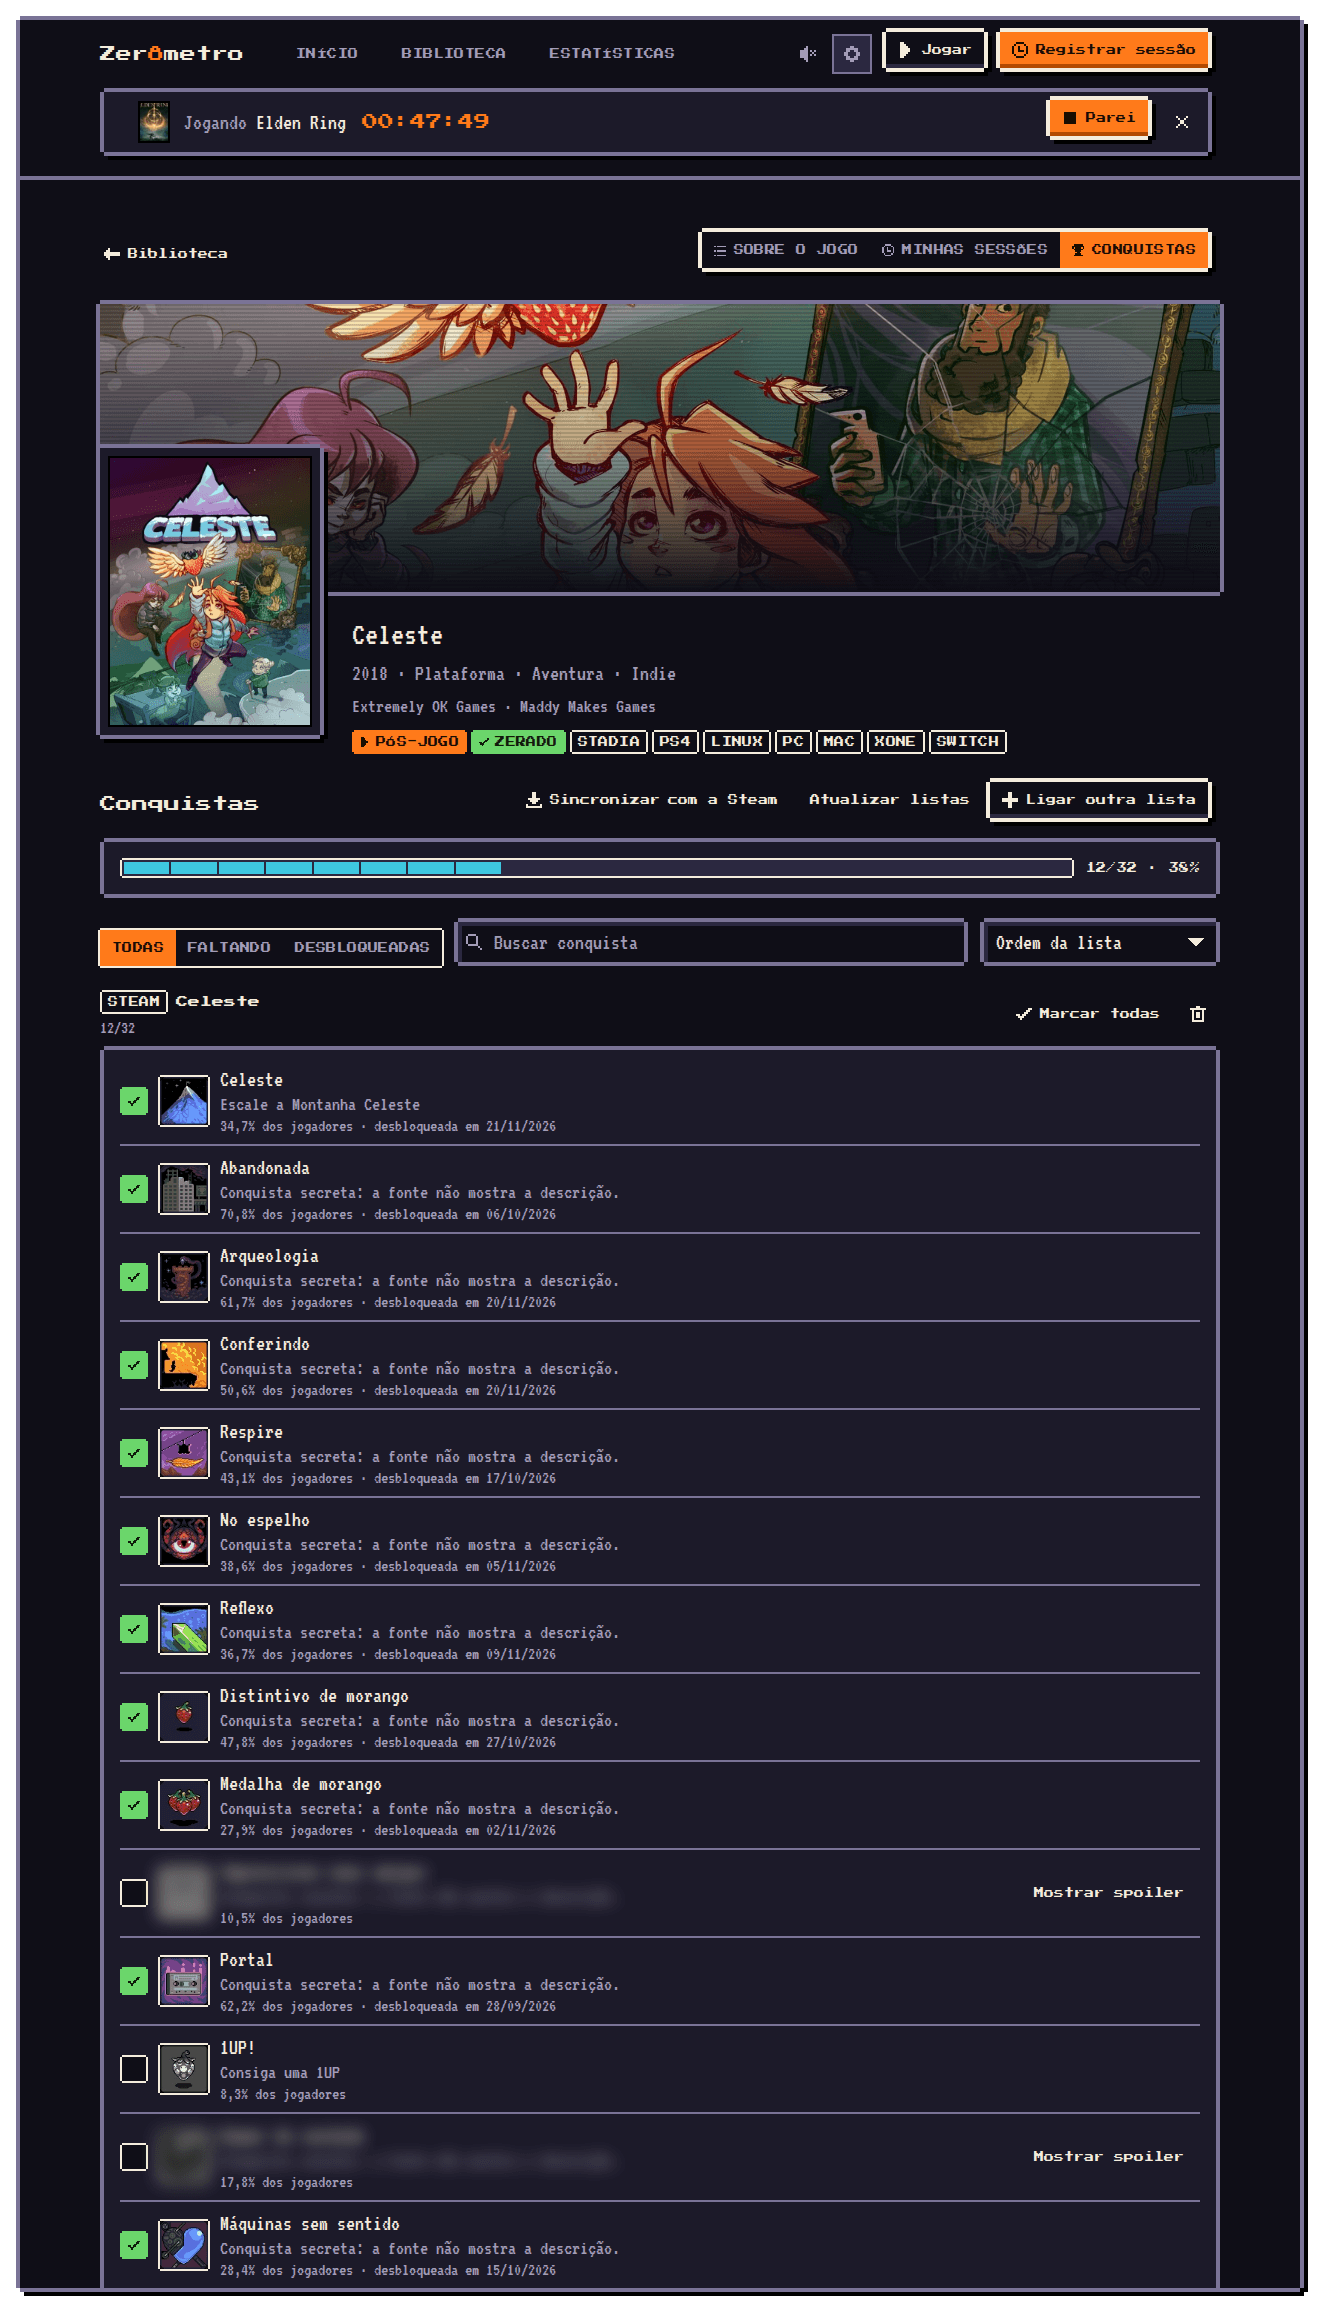 Zerômetro
INíCIO
BIBLIOTECA
ESTATíSTICAS
Jogar
Registrar sessão
Jogando Elden Ring 00:47:49
Parei
Biblioteca
SOBRE O JOGO
MINHAS SESSõES
CONQUISTAS
CELESTE
Celeste
2018 · Plataforma · Aventura · Indie
Extremely OK Games · Maddy Makes Games
PóS-JOGO
ZERADO
STADIA
PS4
LINUX
PC
MAC
XONE
SWITCH
Conquistas
Sincronizar com a Steam
Atualizar listas
Ligar outra lista
12/32 · 38%
TODAS
FALTANDO
DESBLOQUEADAS
Buscar conquista
Ordem da lista
STEAM Celeste
12/32
Marcar todas
Celeste
Escale a Montanha Celeste
34,7% dos jogadores · desbloqueada em 21/11/2026
Abandonada
Conquista secreta: a fonte não mostra a descrição.
70,8% dos jogadores · desbloqueada em 06/10/2026
Arqueologia
Conquista secreta: a fonte não mostra a descrição.
61,7% dos jogadores · desbloqueada em 20/11/2026
Conferindo
Conquista secreta: a fonte não mostra a descrição.
50,6% dos jogadores · desbloqueada em 20/11/2026
Respire
Conquista secreta: a fonte não mostra a descrição.
43,1% dos jogadores · desbloqueada em 17/10/2026
No espelho
Conquista secreta: a fonte não mostra a descrição.
38,6% dos jogadores · desbloqueada em 05/11/2026
Reflexo
Conquista secreta: a fonte não mostra a descrição.
36,7% dos jogadores · desbloqueada em 09/11/2026
Distintivo de morango
Conquista secreta: a fonte não mostra a descrição.
47,8% dos jogadores · desbloqueada em 27/10/2026
Medalha de morango
Conquista secreta: a fonte não mostra a descrição.
27,9% dos jogadores · desbloqueada em 02/11/2026
Mostrar spoiler
10,5% dos jogadores
Portal
Conquista secreta: a fonte não mostra a descrição.
62,2% dos jogadores · desbloqueada em 28/09/2026
1UP!
Consiga uma 1UP
8,3% dos jogadores
Mostrar spoiler
17,8% dos jogadores
Máquinas sem sentido
Conquista secreta: a fonte não mostra a descrição.
28,4% dos jogadores · desbloqueada em 15/10/2026